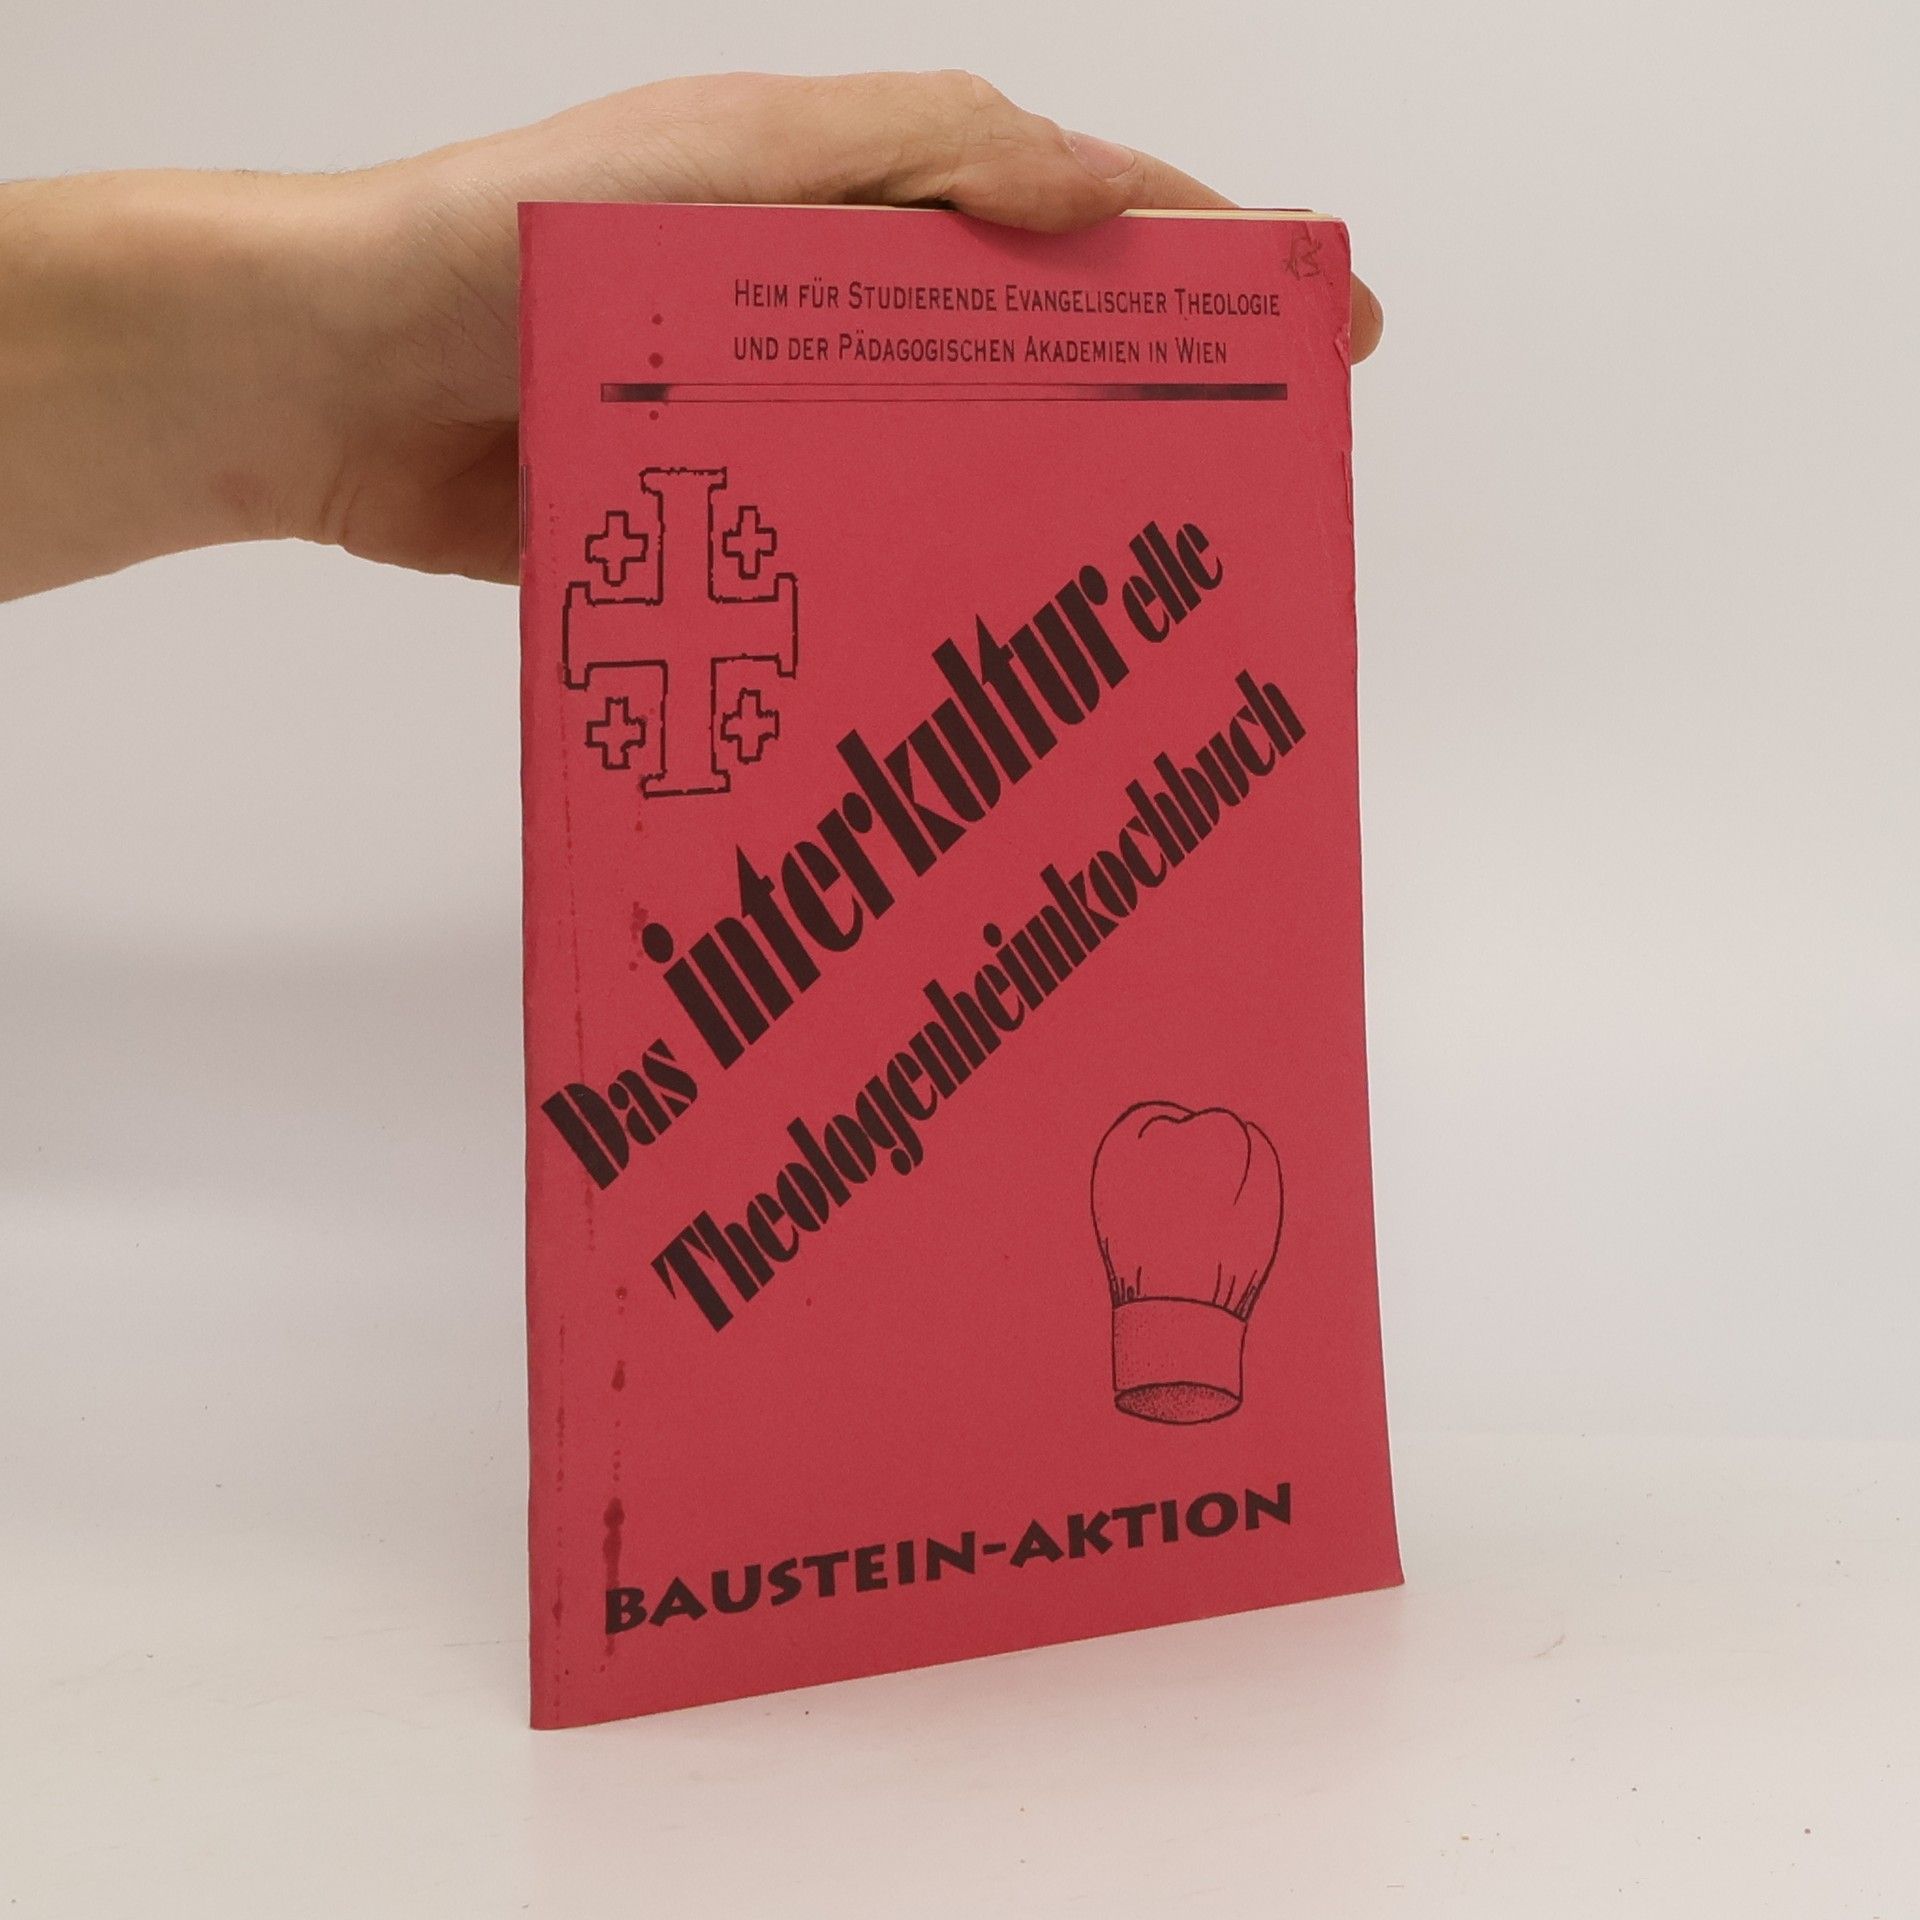 HEIM FÜR STUDIERENDE EVANGELISCHER THEOLOGIE
UND DER PÄDAGOGISCHEN AKADEMIEN IN WIEN
Das interkulturelle
Theologenheimkochbuch
BAUSTEIN-AKTION